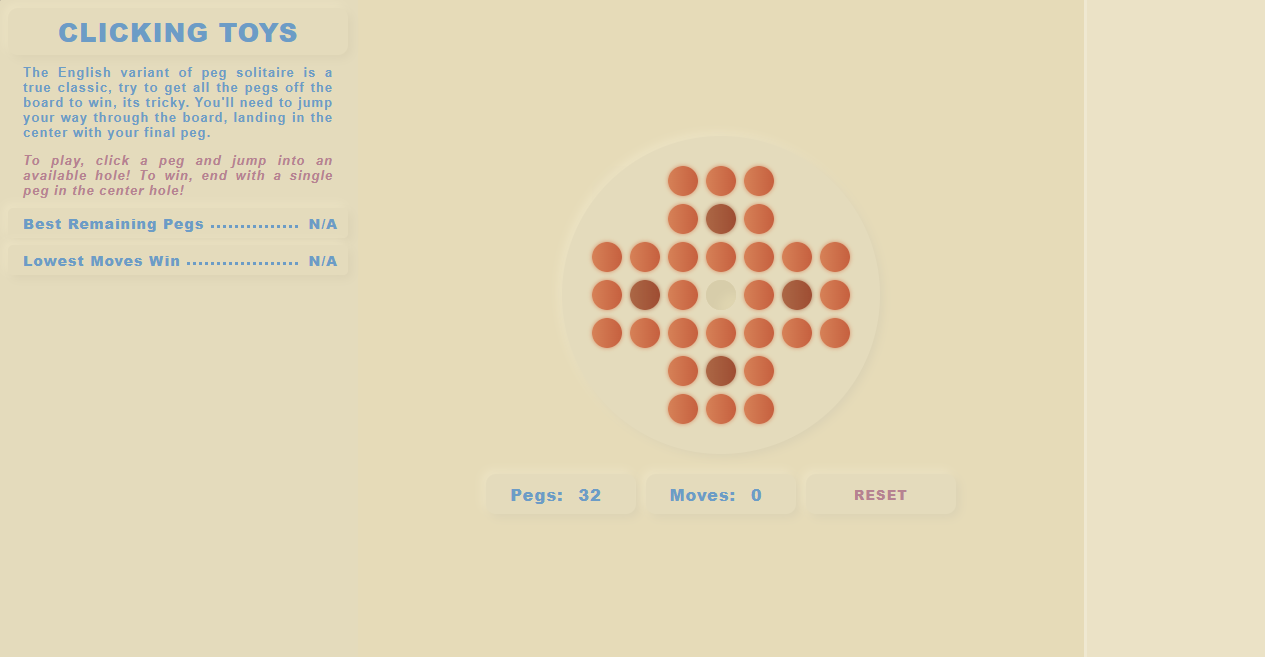 CLICKING TOYS
The English variant of peg solitaire is a
true classic, try to get all the pegs off the
board to win, its tricky. You'll need to jump
your way through the board, landing in the
center with your final peg.
To play, click a peg and jump into an
available hole! To win, end with a single
peg in the center hole!
Best Remaining Pegs ............... N/A
Lowest Moves Win ................... N/A
Pegs: 32
Moves: 0
RESET